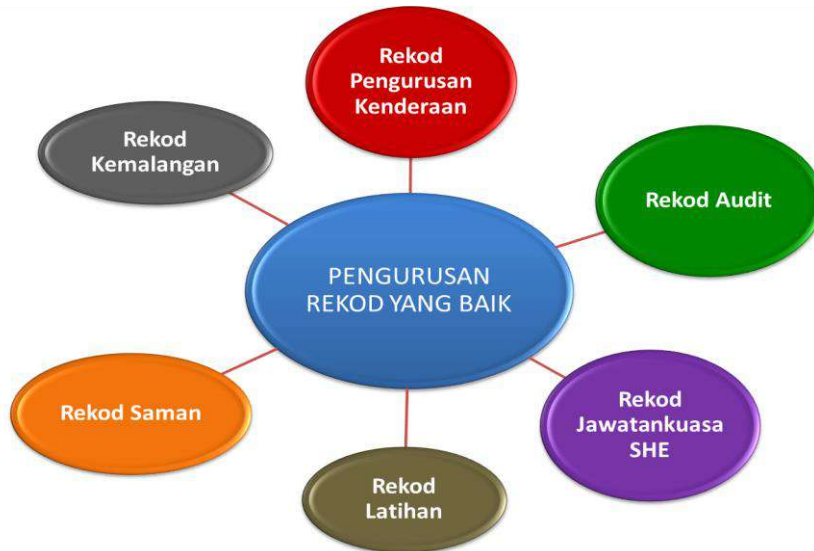 Rekod
Pengurusan
Kenderaan
Rekod
Kemalangan
Rekod Audit
PENGURUSAN
REKOD YANG BAIK
Rekod Saman
Rekod
Jawatankuasa
SHE
Rekod
Latihan